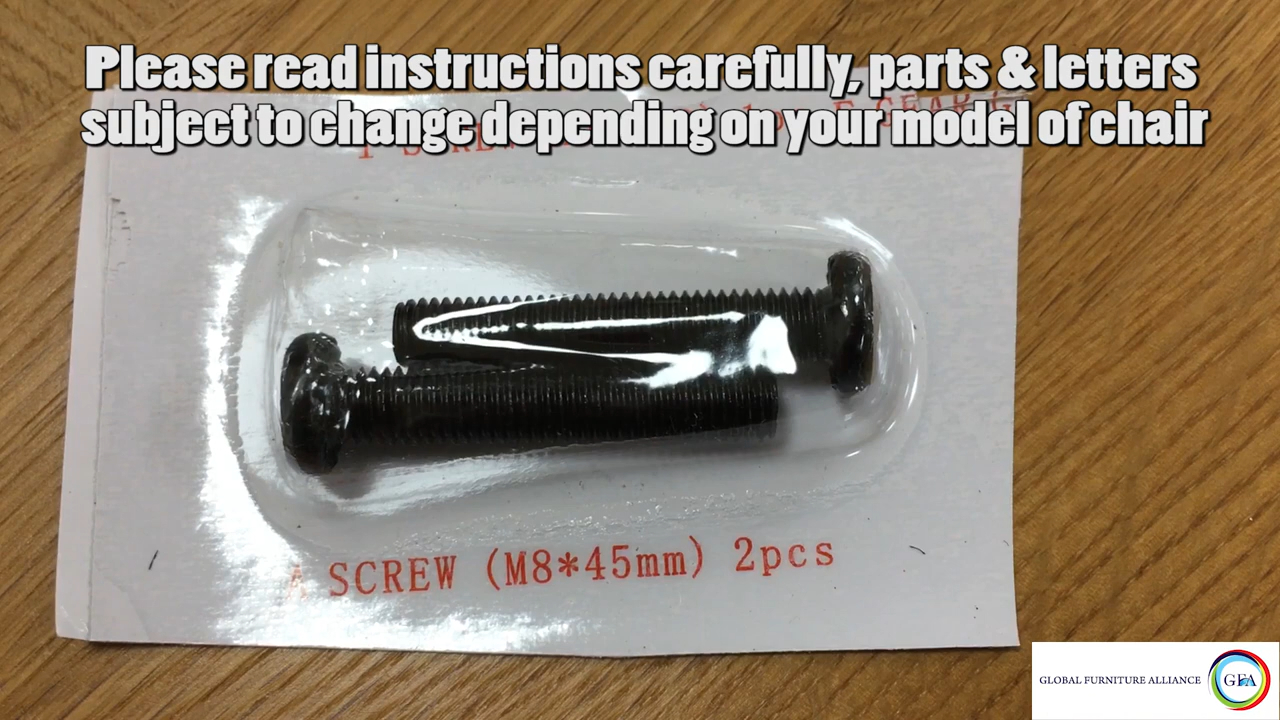 Please read instructions carefully, parts & letters
subject to change depending on your model of chair
A SCREW (M8*45mm) 2pcs
GLOBAL FURNITURE ALLIANCE
GFA